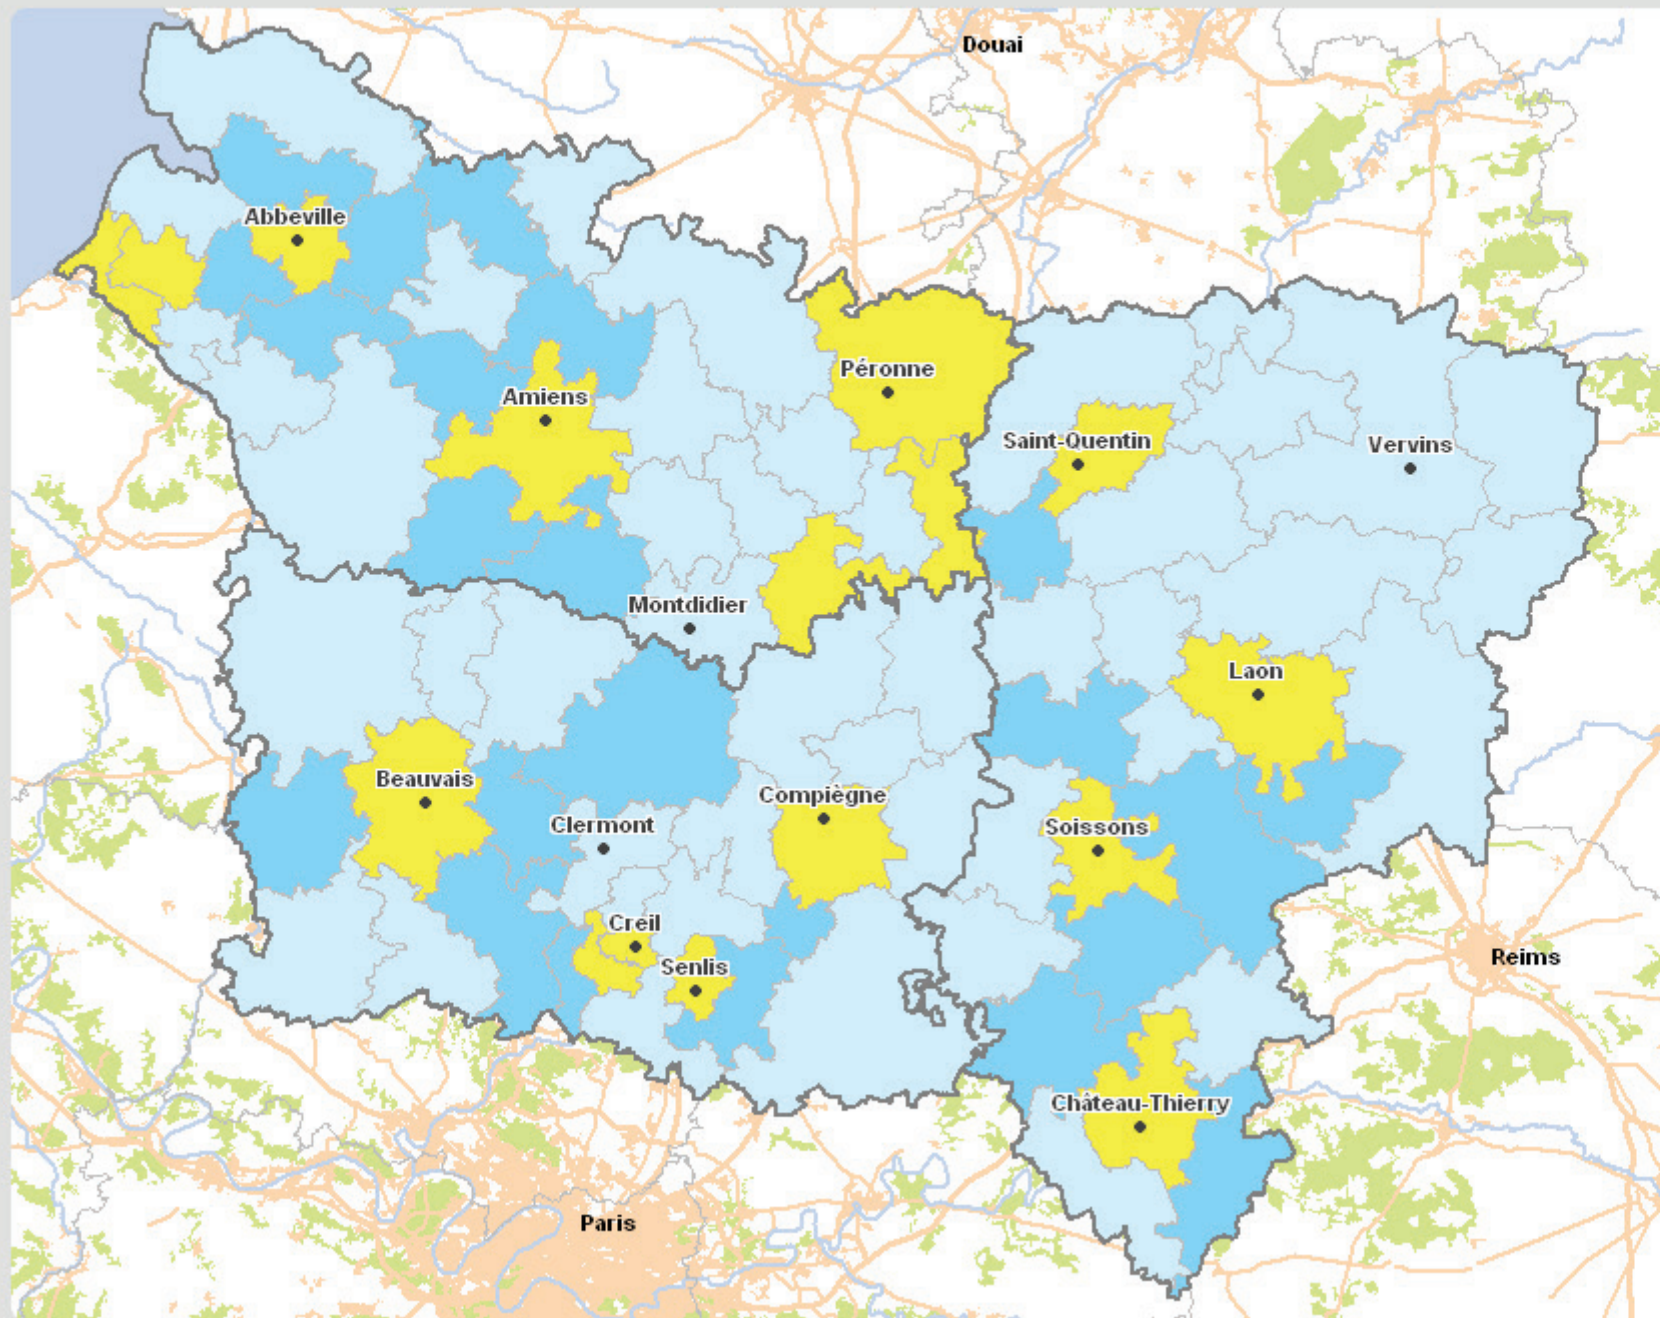 Douai
Abbeville
Péronne
Amiens
Saint-Quentin
Vervins
Montdidier
Laon
Beauvais
Compiègne
Clermont
Soissons
Creil
Senlis
Reims
Château-Thierry
Paris